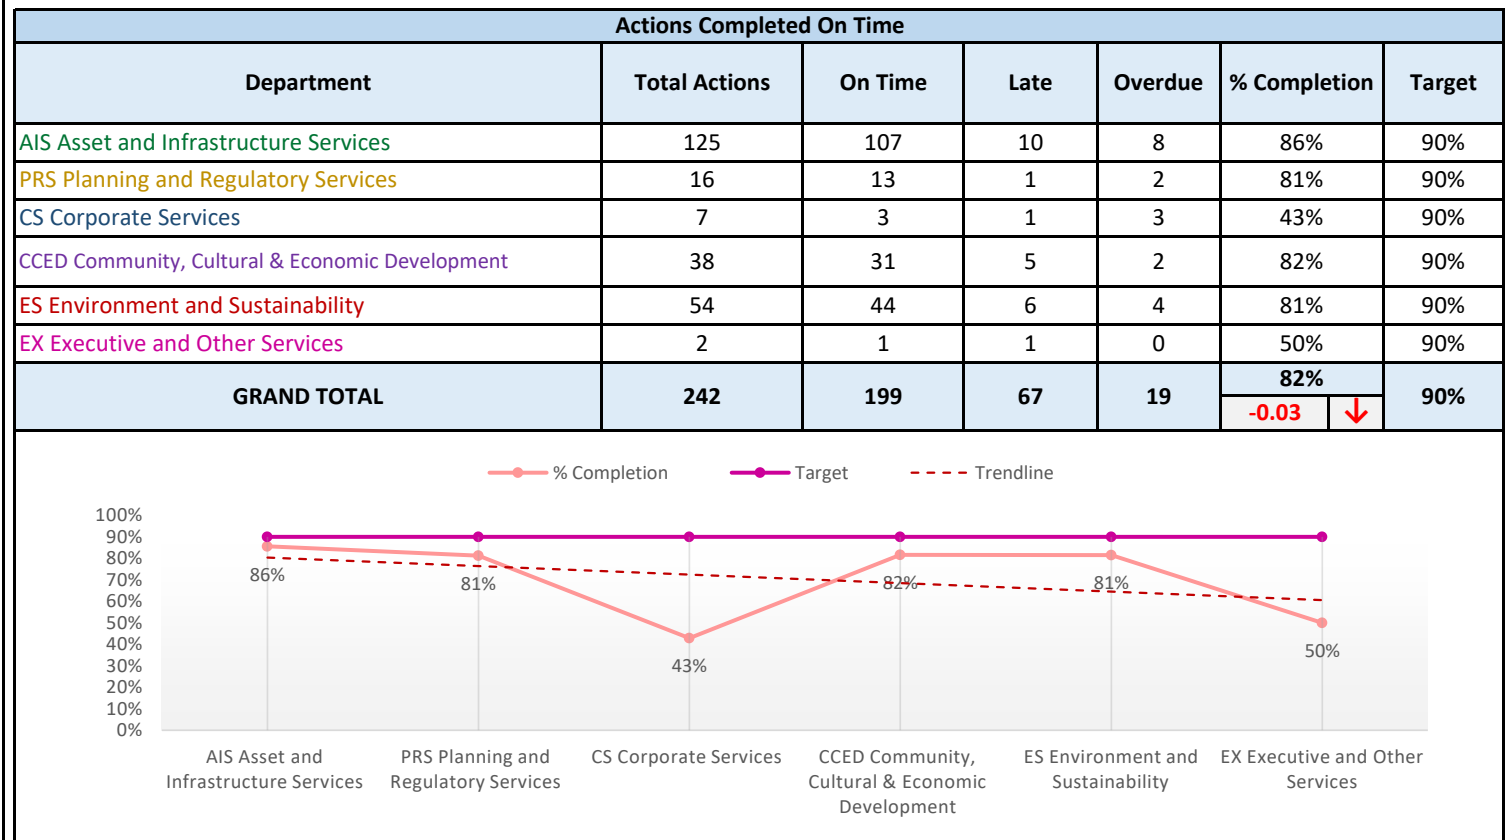 Actions Completed On Time
Department Total Actions On Time Late Overdue % Completion Target
AIS Asset and Infrastructure Services 125 107 10 8 86% 90%
PRS Planning and Regulatory Services 16 13 1 2 81% 90%
CS Corporate Services 7 3 1 3 43% 90%
CCED Community, Cultural & Economic Development 38 31 5 2 82% 90%
ES Environment and Sustainability 54 44 6 4 81% 90%
EX Executive and Other Services 2 1 1 0 50% 90%
GRAND TOTAL 242 199 67 19 82% 90%
-0.03 ↓
% Completion Target Trendline
100%
90%
80%
70%
60%
50%
40%
30%
20%
10%
0%
86% 81% 43% 82% 81% 50%
AIS Asset and
Infrastructure Services
PRS Planning and
Regulatory Services
CS Corporate Services
CCED Community,
Cultural & Economic
Development
ES Environment and
Sustainability
EX Executive and Other
Services